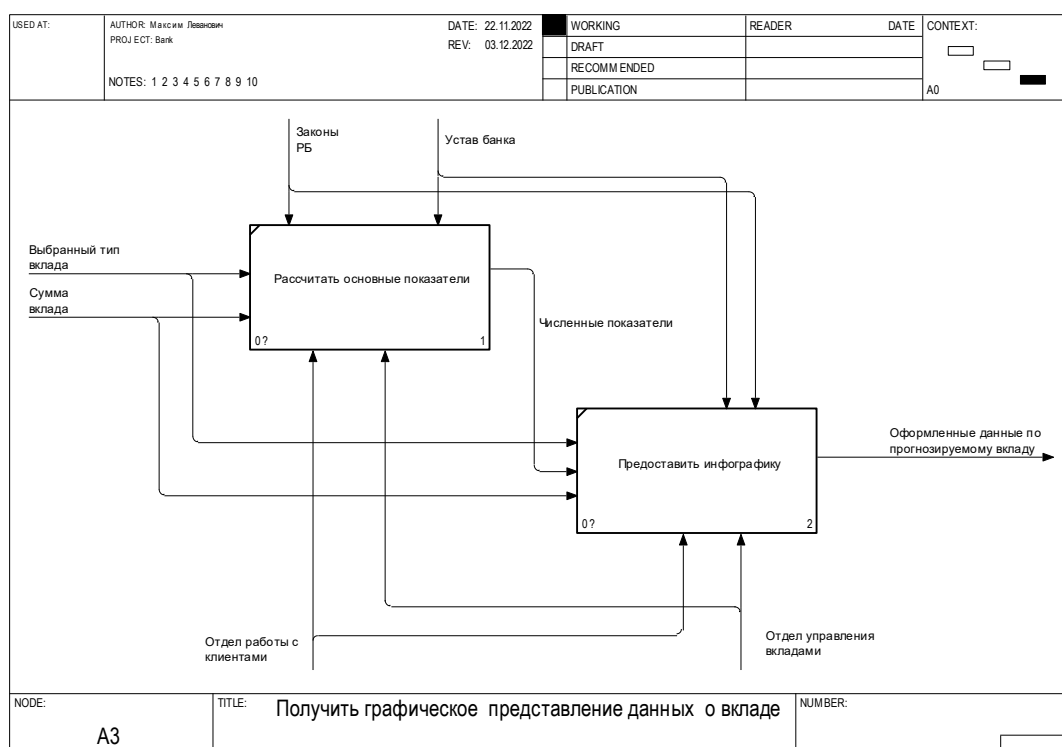 USED AT:
AUTHOR: Максим Леванович
PROJECT: Bank
NOTES: 1 2 3 4 5 6 7 8 9 10
DATE: 22.11.2022
REV: 03.12.2022
WORKING
DRAFT
RECOMMENDED
PUBLICATION
READER
DATE
CONTEXT:
A0
Законы
РБ
Устав банка
Выбранный тип
вклада
Сумма
вклада
Рассчитать основные показатели
0 ?
1
Численные показатели
Предоставить инфографику
0 ?
2
Оформленные данные по
прогнозируемому вкладу
Отдел работы с
клиентами
Отдел управления
вкладами
NODE:
A3
TITLE:
Получить графическое представление данных о вкладе
NUMBER: